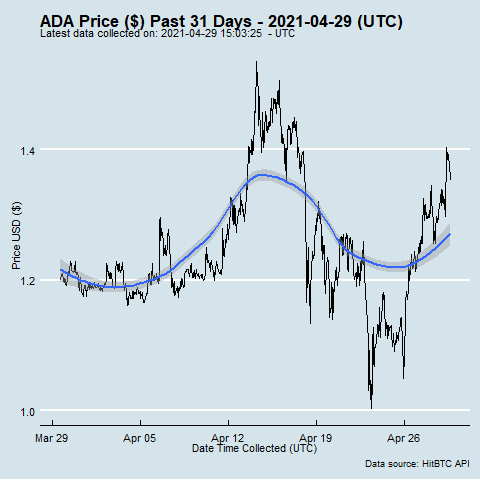 ADA Price ($) Past 31 Days - 2021-04-29 (UTC)
Latest data collected on: 2021-04-29 15:03:25 - UTC
1.4
1.2
1.0
Price USD ($)
Mar 29 Apr 05 Apr 12 Apr 19 Apr 26
Date Time Collected (UTC)
Data source: HitBTC API